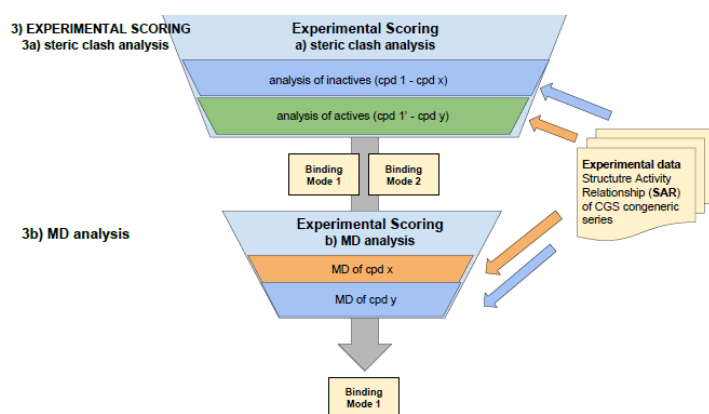 3) EXPERIMENTAL SCORING
3a) steric clash analysis
Experimental Scoring
a) steric clash analysis
analysis of inactives (cpd 1 - cpd x)
analysis of actives (cpd 1' - cpd y)
Binding
Mode 1
Binding
Mode 2
Experimental data
Structutre Activity
Relationship (SAR)
of CGS congeneric
series
3b) MD analysis
Experimental Scoring
b) MD analysis
MD of cpd x
MD of cpd y
Binding
Mode 1